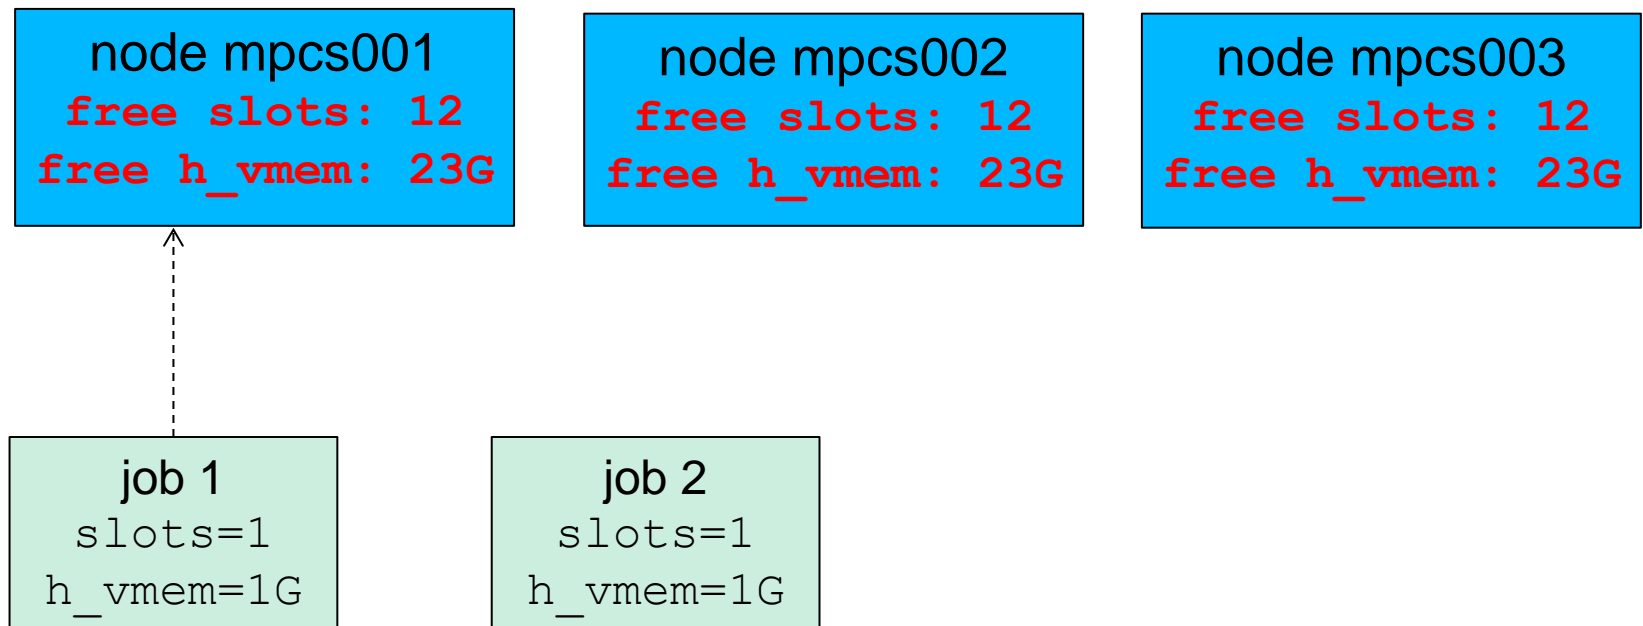 node mpcs001
free slots: 12
free h_vmem: 23G
node mpcs002
free slots: 12
free h_vmem: 23G
node mpcs003
free slots: 12
free h_vmem: 23G
job 1
slots=1
h_vmem=1G
job 2
slots=1
h_vmem=1G